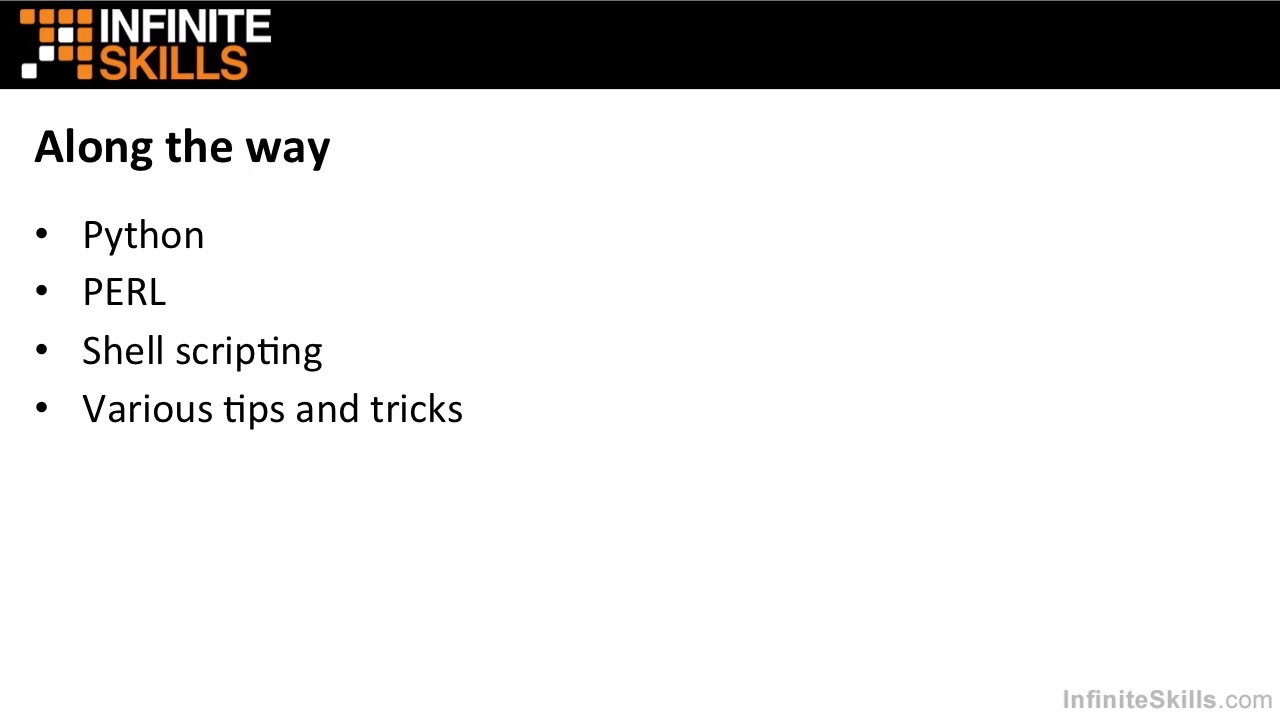 INFINITE
SKILLS
Along the way
• Python
• PERL
• Shell scripting
• Various tips and tricks
InfiniteSkills.com